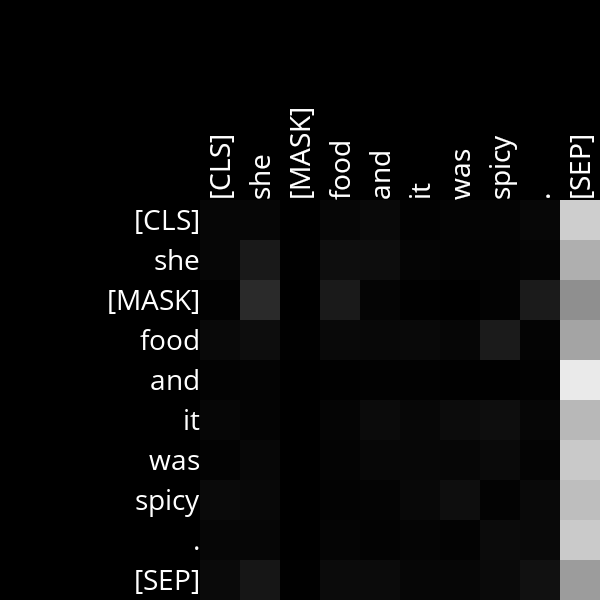 [CLS] she [MASK] food and it was spicy . [SEP]
[CLS]
she
[MASK]
food
and
it
was
spicy
.
[SEP]